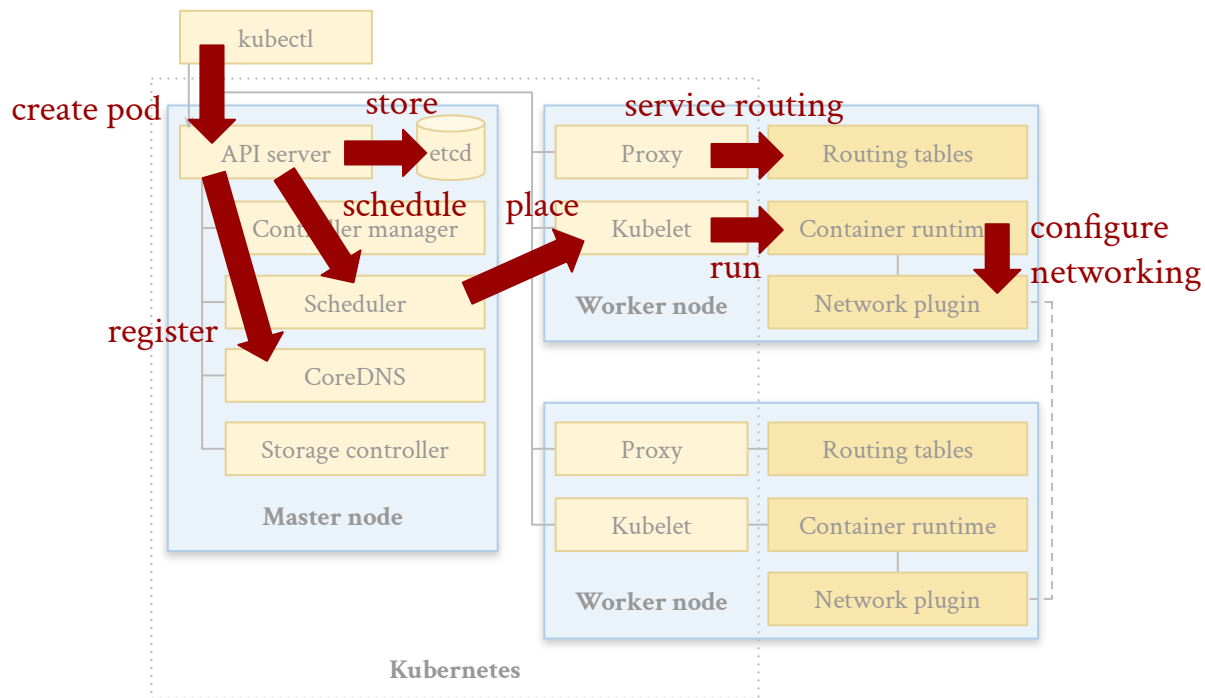 kubectl
create pod
store
service routing
API server
etcd
Proxy
Routing tables
schedule
place
Controller manager
Kubelet
Container runtime
configure
networking
run
Scheduler
Worker node
Network plugin
register
CoreDNS
Storage controller
Proxy
Routing tables
Master node
Kubelet
Container runtime
Worker node
Network plugin
Kubernetes